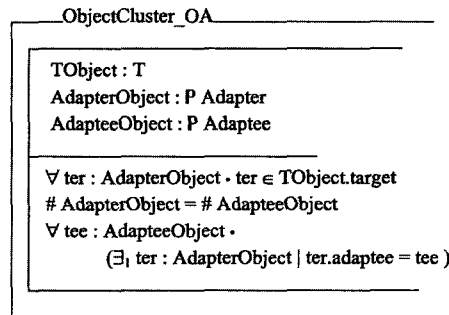 ObjectCluster_OA
TObject : T
AdapterObject : P Adapter
AdapteeObject : P Adaptee
∀ ter : AdapterObject • ter ∈ TObject.target
# AdapterObject = # AdapteeObject
∀ tee : AdapteeObject •
(∃₁ ter : AdapterObject | ter.adaptee = tee )